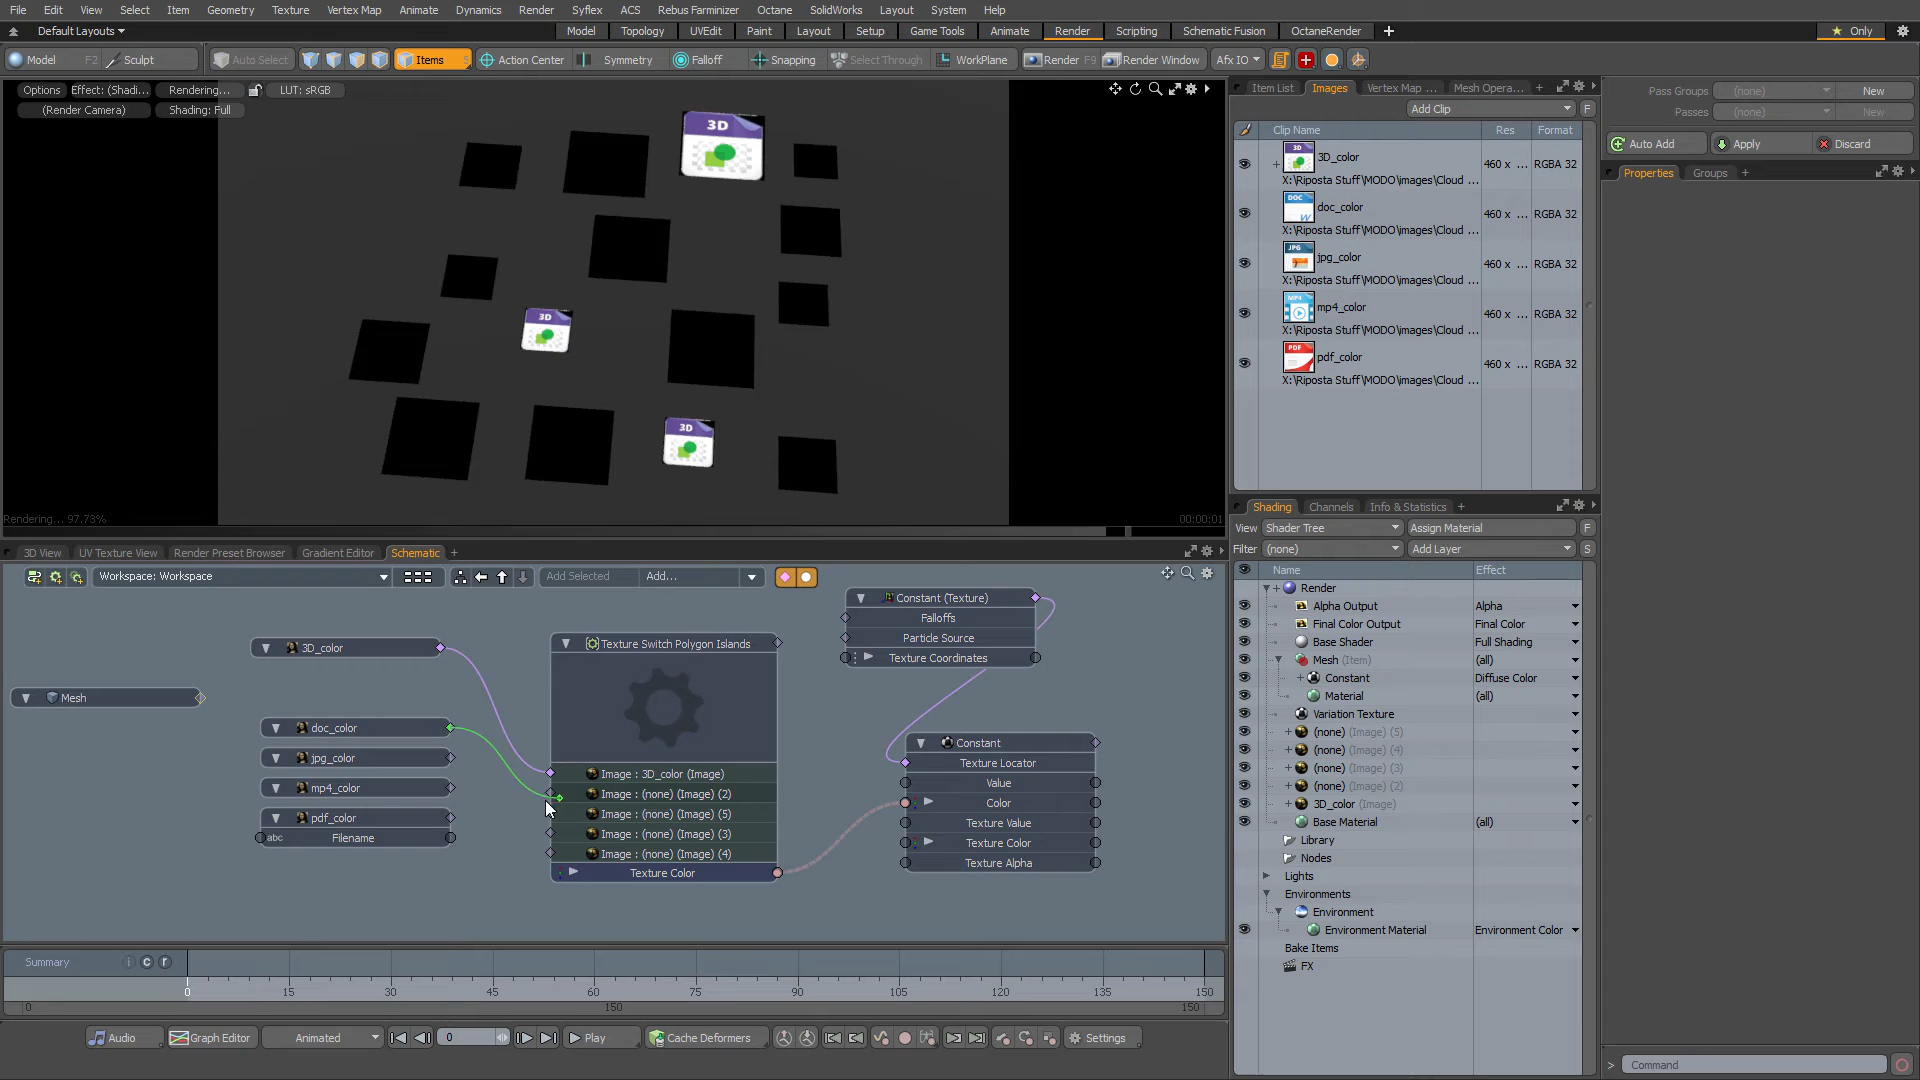 File Edit View Select Item Geometry Texture Vertex Map Animate Dynamics Render Syflex ACS Rebus Farminizer Octane SolidWorks Layout System Help
Default Layouts Model Topology UVEdit Paint Layout Setup Game Tools Animate Render Scripting Schematic Fusion OctaneRender + Only
Model F2 Sculpt Auto Select Items S Action Center Symmetry Falloff Snapping Select Through WorkPlane Render F9 Render Window Afx IO
Options Effect: (Shadi... Rendering... LUT: sRGB
(Render Camera) Shading: Full
3D
3D
3D
Rendering... 97.73% 00:00:01
Item List Images Vertex Map ... Mesh Opera... +
Add Clip F
Clip Name Res Format
3D 3D_color 460 x ... RGBA 32
X:\Riposta Stuff\MODO\images\Cloud ...
DOC W doc_color 460 x ... RGBA 32
X:\Riposta Stuff\MODO\images\Cloud ...
JPG jpg_color 460 x ... RGBA 32
X:\Riposta Stuff\MODO\images\Cloud ...
MP4 mp4_color 460 x ... RGBA 32
X:\Riposta Stuff\MODO\images\Cloud ...
PDF pdf_color 460 x ... RGBA 32
X:\Riposta Stuff\MODO\images\Cloud ...
Pass Groups (none) New
Passes (none) New
Auto Add Apply Discard
Properties Groups +
3D View UV Texture View Render Preset Browser Gradient Editor Schematic +
Workspace: Workspace Add Selected Add...
3D_color
Mesh
doc_color
jpg_color
mp4_color
pdf_color
abc Filename
Texture Switch Polygon Islands
Image : 3D_color (Image)
Image : (none) (Image) (2)
Image : (none) (Image) (5)
Image : (none) (Image) (3)
Image : (none) (Image) (4)
Texture Color
Constant (Texture)
Falloffs
Particle Source
Texture Coordinates
Constant
Texture Locator
Value
Color
Texture Value
Texture Color
Texture Alpha
Shading Channels Info & Statistics +
View Shader Tree Assign Material F
Filter (none) Add Layer S
Name Effect
Render
Alpha Output Alpha
Final Color Output Final Color
Base Shader Full Shading
Mesh (Item) (all)
Constant Diffuse Color
Material (all)
Variation Texture
(none) (Image) (5)
(none) (Image) (4)
(none) (Image) (3)
(none) (Image) (2)
3D_color (Image)
Base Material (all)
Library
Nodes
Lights
Environments
Environment
Environment Material Environment Color
Bake Items
FX
Summary i c r
0 15 30 45 60 75 90 105 120 135 150
0 150 150
Audio Graph Editor Animated 0 Play Cache Deformers Settings
> Command